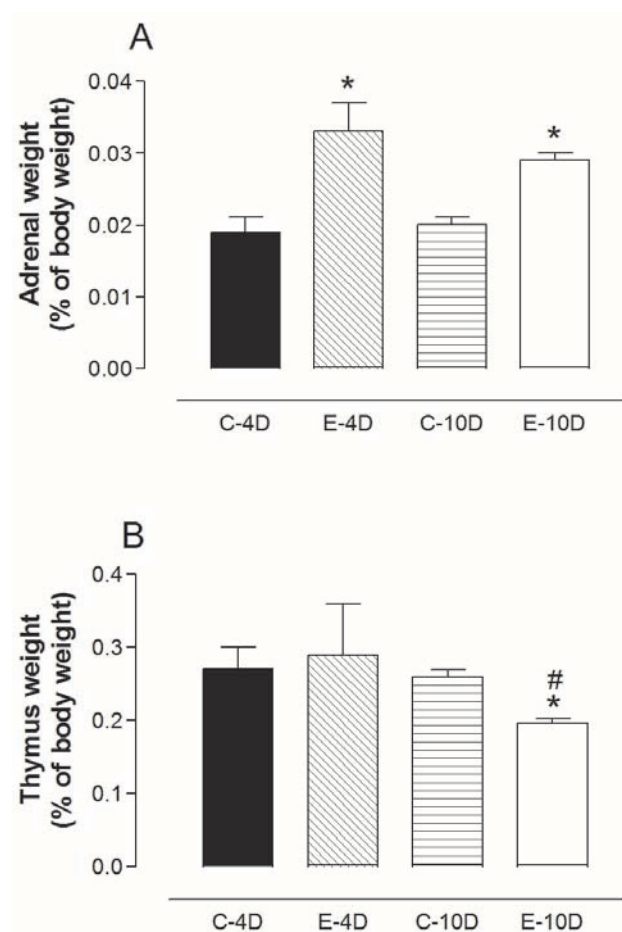 A
Adrenal weight
(% of body weight)
0.04
0.03
0.02
0.01
0.00
*
*
C-4D E-4D C-10D E-10D
B
Thymus weight
(% of body weight)
0.4
0.3
0.2
0.1
0.0
#
*
C-4D E-4D C-10D E-10D